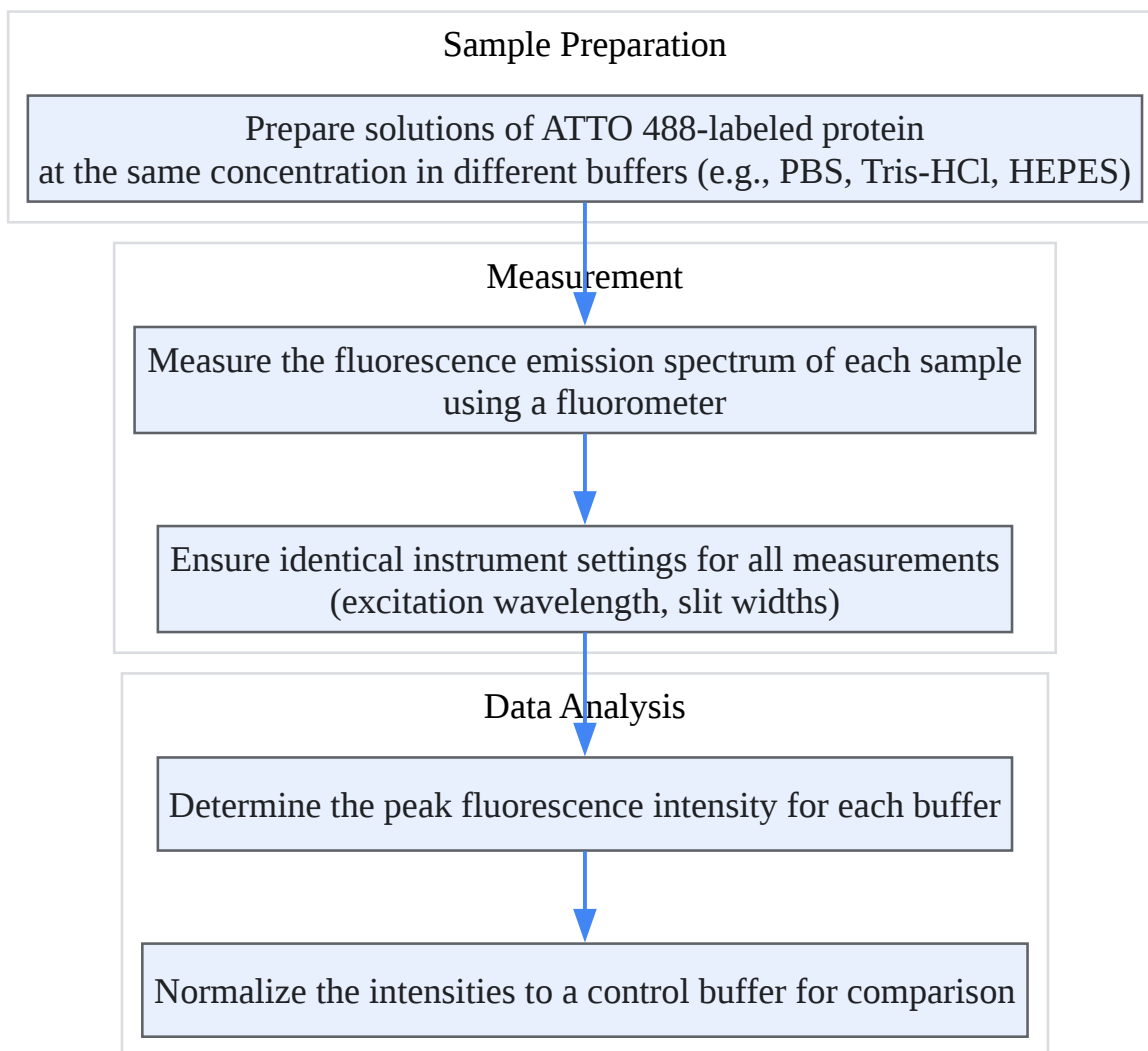 Sample Preparation
Prepare solutions of ATTO 488-labeled protein
at the same concentration in different buffers (e.g., PBS, Tris-HCl, HEPES)
Measurement
Measure the fluorescence emission spectrum of each sample
using a fluorometer
Ensure identical instrument settings for all measurements
(excitation wavelength, slit widths)
Data Analysis
Determine the peak fluorescence intensity for each buffer
Normalize the intensities to a control buffer for comparison